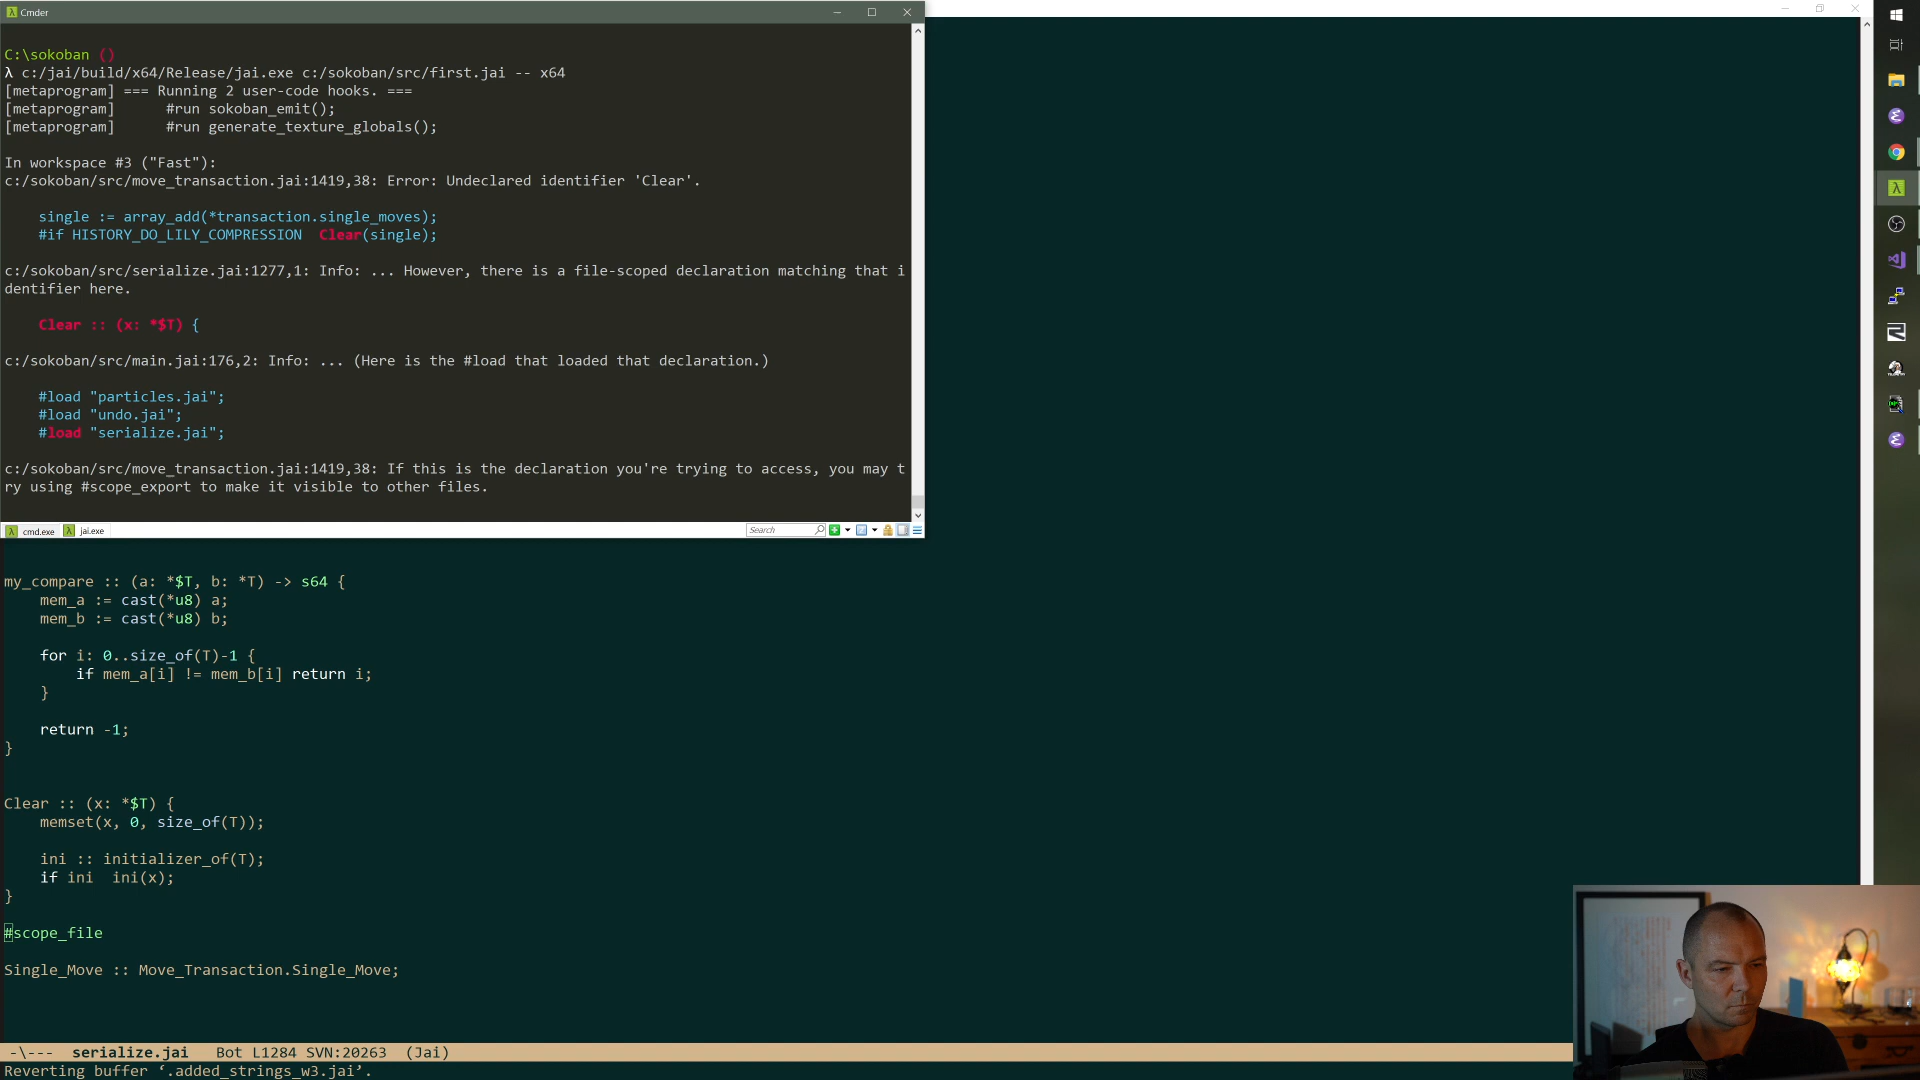 Cmder
C:\sokoban ()
λ c:/jai/build/x64/Release/jai.exe c:/sokoban/src/first.jai -- x64
[metaprogram] === Running 2 user-code hooks. ===
[metaprogram]      #run sokoban_emit();
[metaprogram]      #run generate_texture_globals();
In workspace #3 ("Fast"):
c:/sokoban/src/move_transaction.jai:1419,38: Error: Undeclared identifier 'Clear'.
    single := array_add(*transaction.single_moves);
    #if HISTORY_DO_LILY_COMPRESSION  Clear(single);
c:/sokoban/src/serialize.jai:1277,1: Info: ... However, there is a file-scoped declaration matching that i
dentifier here.
    Clear :: (x: *$T) {
c:/sokoban/src/main.jai:176,2: Info: ... (Here is the #load that loaded that declaration.)
    #load "particles.jai";
    #load "undo.jai";
    #load "serialize.jai";
c:/sokoban/src/move_transaction.jai:1419,38: If this is the declaration you're trying to access, you may t
ry using #scope_export to make it visible to other files.
cmd.exe jai.exe Search
my_compare :: (a: *$T, b: *T) -> s64 {
    mem_a := cast(*u8) a;
    mem_b := cast(*u8) b;
    for i: 0..size_of(T)-1 {
        if mem_a[i] != mem_b[i] return i;
    }
    return -1;
}
Clear :: (x: *$T) {
    memset(x, 0, size_of(T));
    ini :: initializer_of(T);
    if ini  ini(x);
}
#scope_file
Single_Move :: Move_Transaction.Single_Move;
-\---  serialize.jai   Bot L1284 SVN:20263  (Jai)
Reverting buffer ‘.added_strings_w3.jai’.